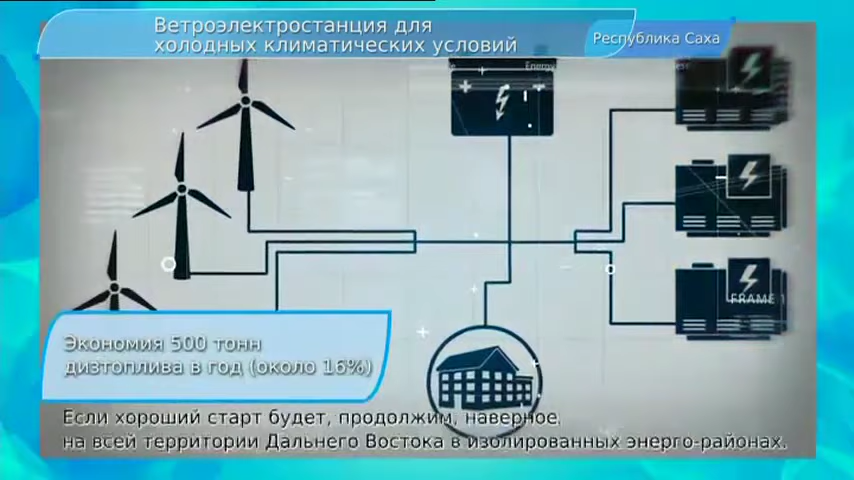 Ветроэлектростанция для
холодных климатических условий
Республика Саха
FRAME 1
Экономия 500 тонн
дизтоплива в год (около 16%)
Если хороший старт будет, продолжим, наверное,
на всей территории Дальнего Востока в изолированных энерго-районах.